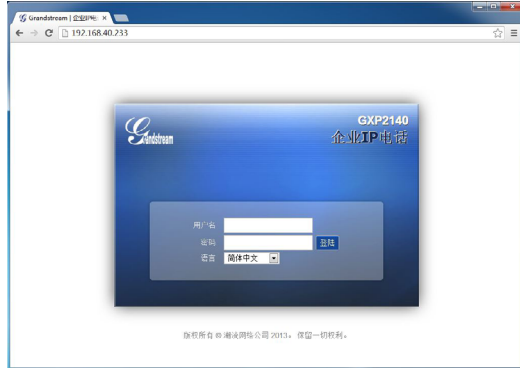 Grandstream | 企业IP电
192.168.40.233
Grandstream
GXP2140
企业IP电话
用户名
密码
登陆
语言
简体中文
版权所有 © 潮流网络公司 2013。保留一切权利。